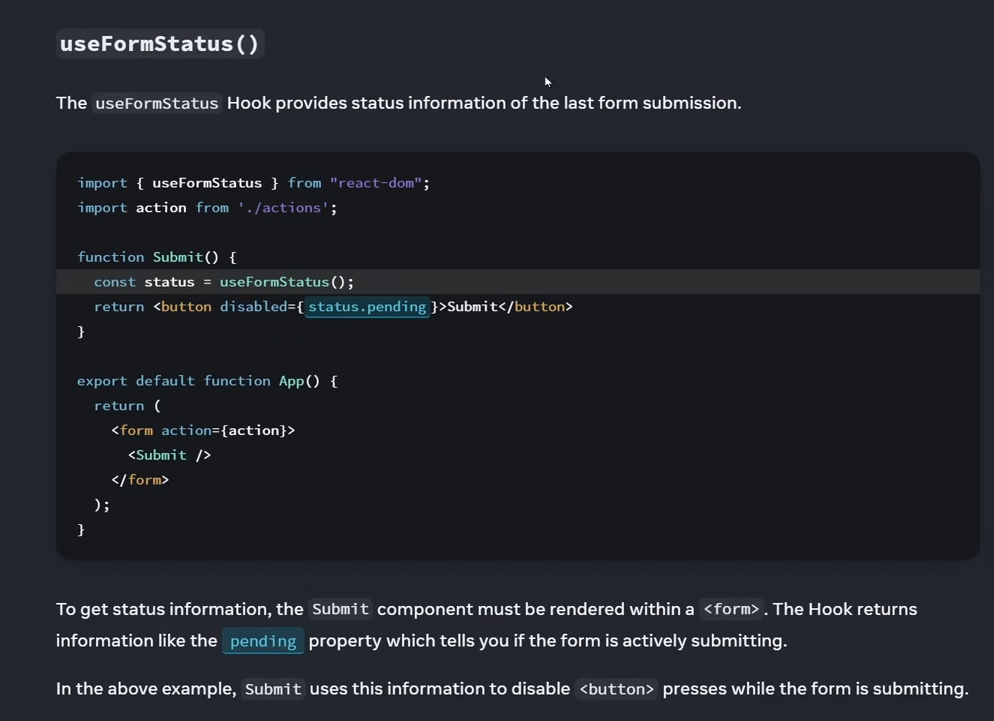 useFormStatus()
The useFormStatus Hook provides status information of the last form submission.
import { useFormStatus } from "react-dom";
import action from './actions';
function Submit() {
const status = useFormStatus();
return <button disabled={status.pending}>Submit</button>
}
export default function App() {
return (
<form action={action}>
<Submit />
</form>
);
}
To get status information, the Submit component must be rendered within a <form>. The Hook returns
information like the pending property which tells you if the form is actively submitting.
In the above example, Submit uses this information to disable <button> presses while the form is submitting.